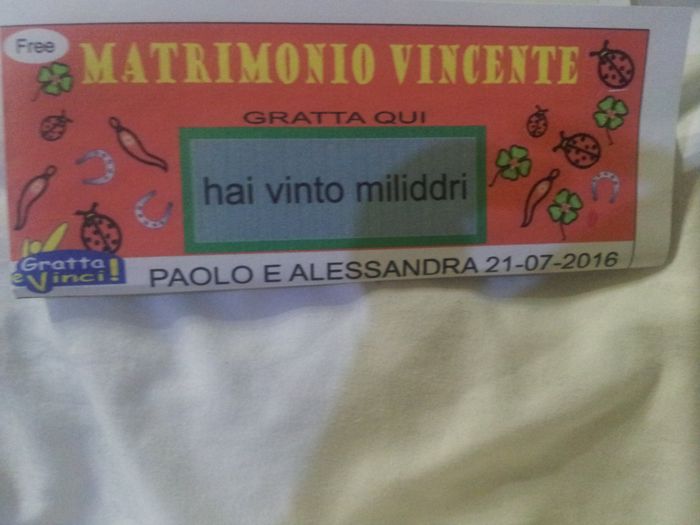 Free
MATRIMONIO VINCENTE
GRATTA QUI
hai vinto miliddri
Gratta
e Vinci!
PAOLO E ALESSANDRA 21-07-2016